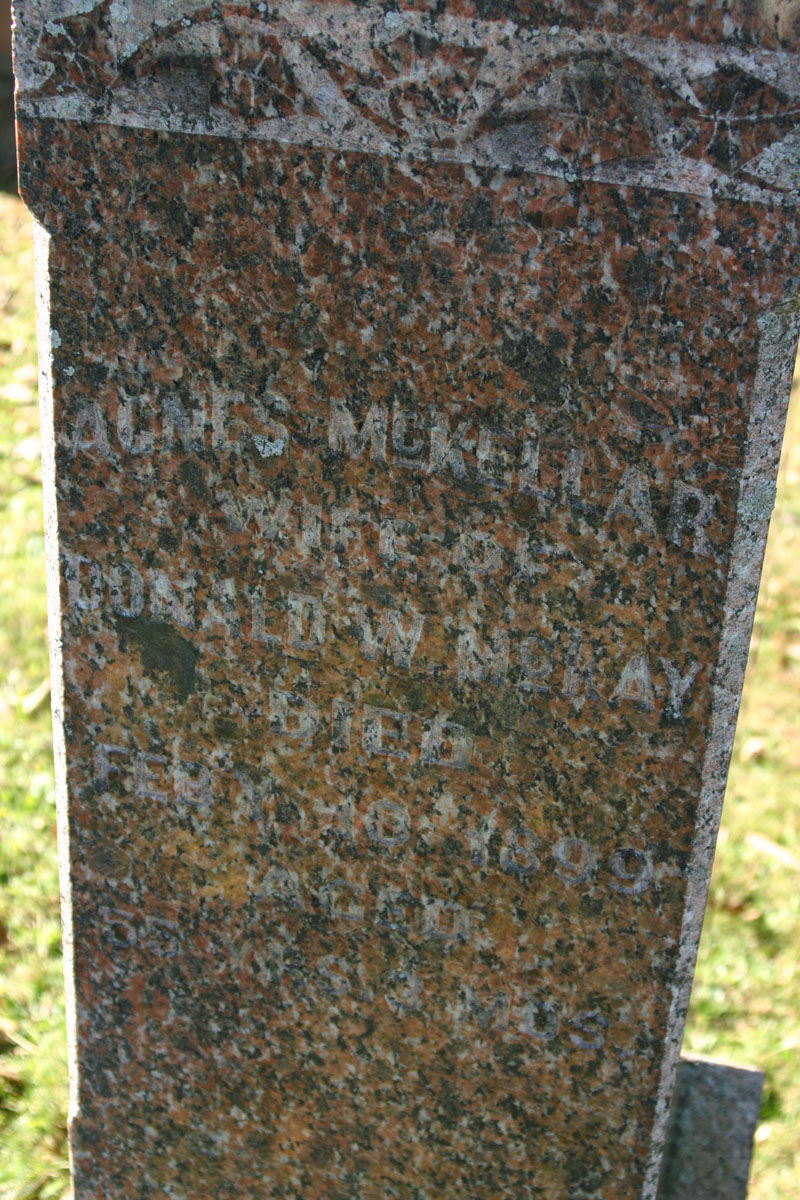 AGNES McKELLAR
WIFE OF
DONALD W. McKAY
DIED
FEBY. 10. 1899
AGED
55 YRS. 3 MOS.